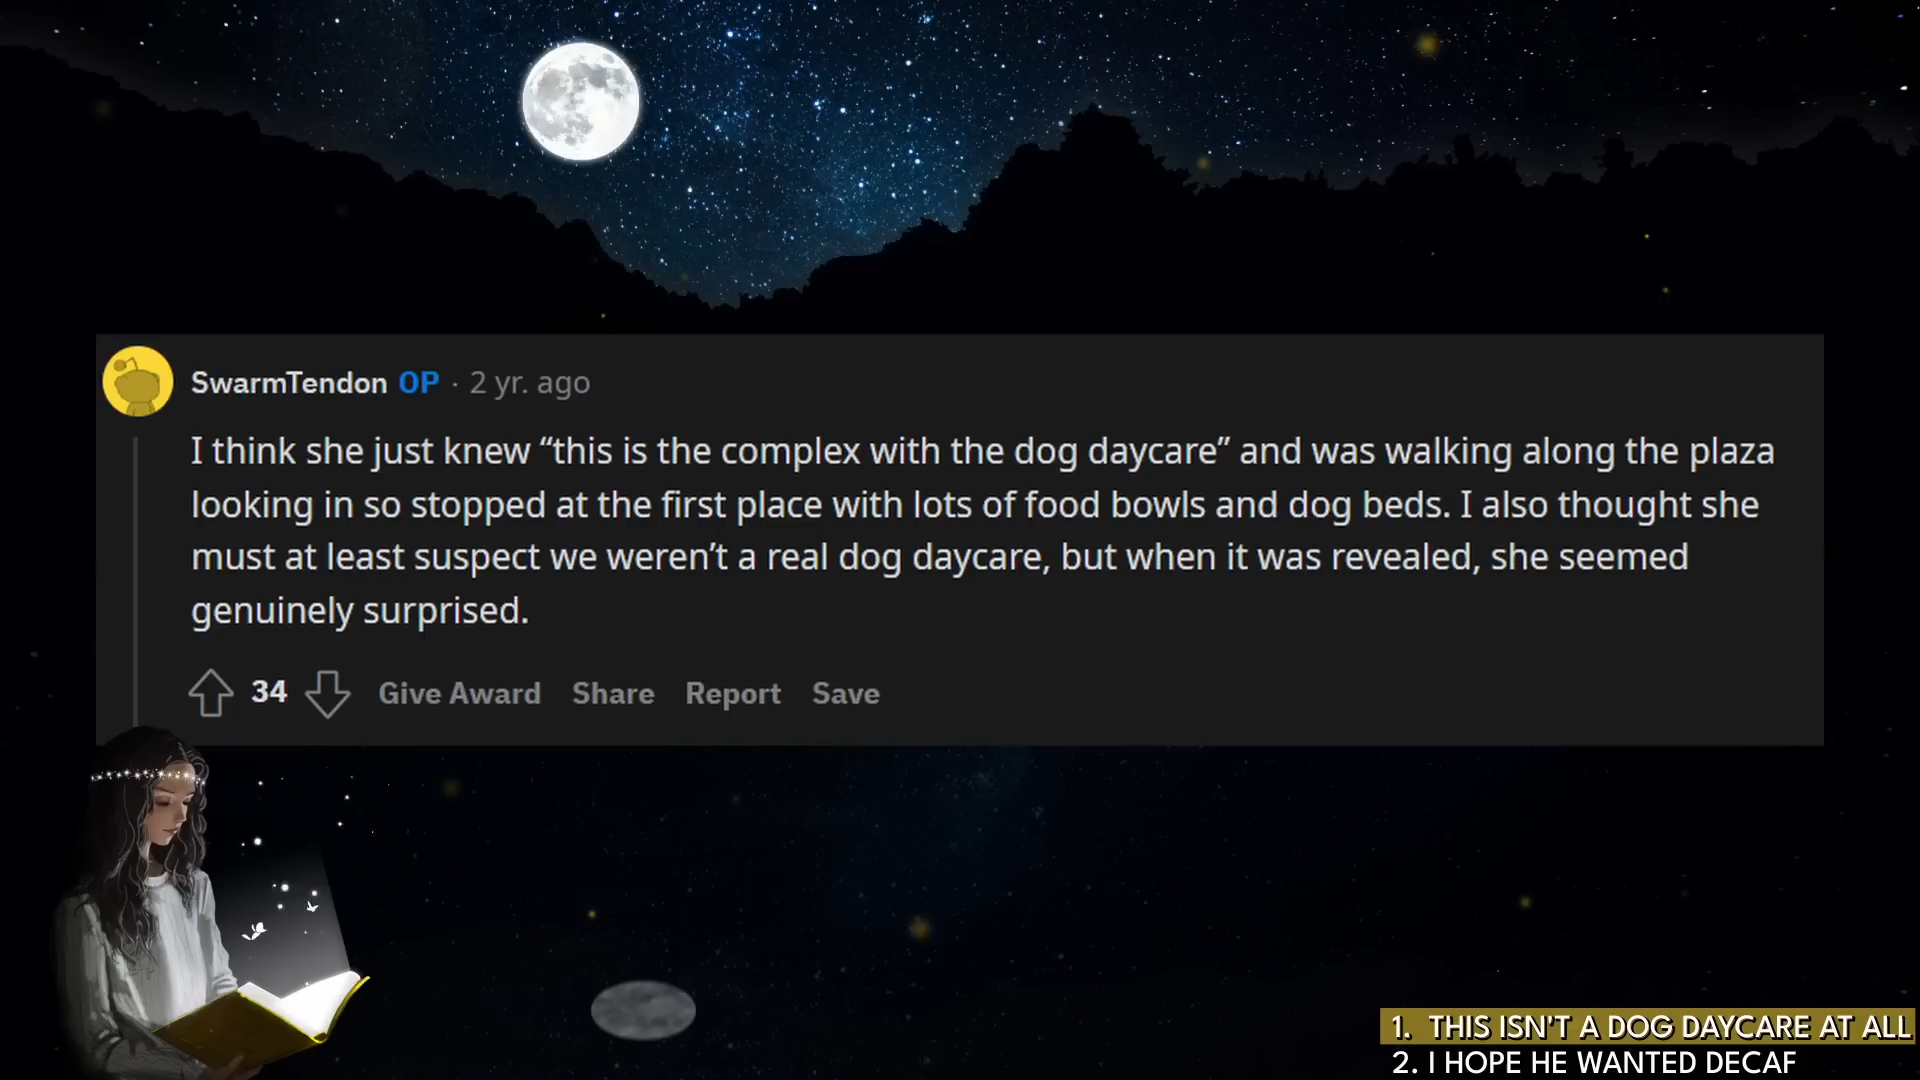 SwarmTendon OP · 2 yr. ago
I think she just knew “this is the complex with the dog daycare” and was walking along the plaza
looking in so stopped at the first place with lots of food bowls and dog beds. I also thought she
must at least suspect we weren’t a real dog daycare, but when it was revealed, she seemed
genuinely surprised.
34 Give Award Share Report Save
1. THIS ISN'T A DOG DAYCARE AT ALL
2. I HOPE HE WANTED DECAF